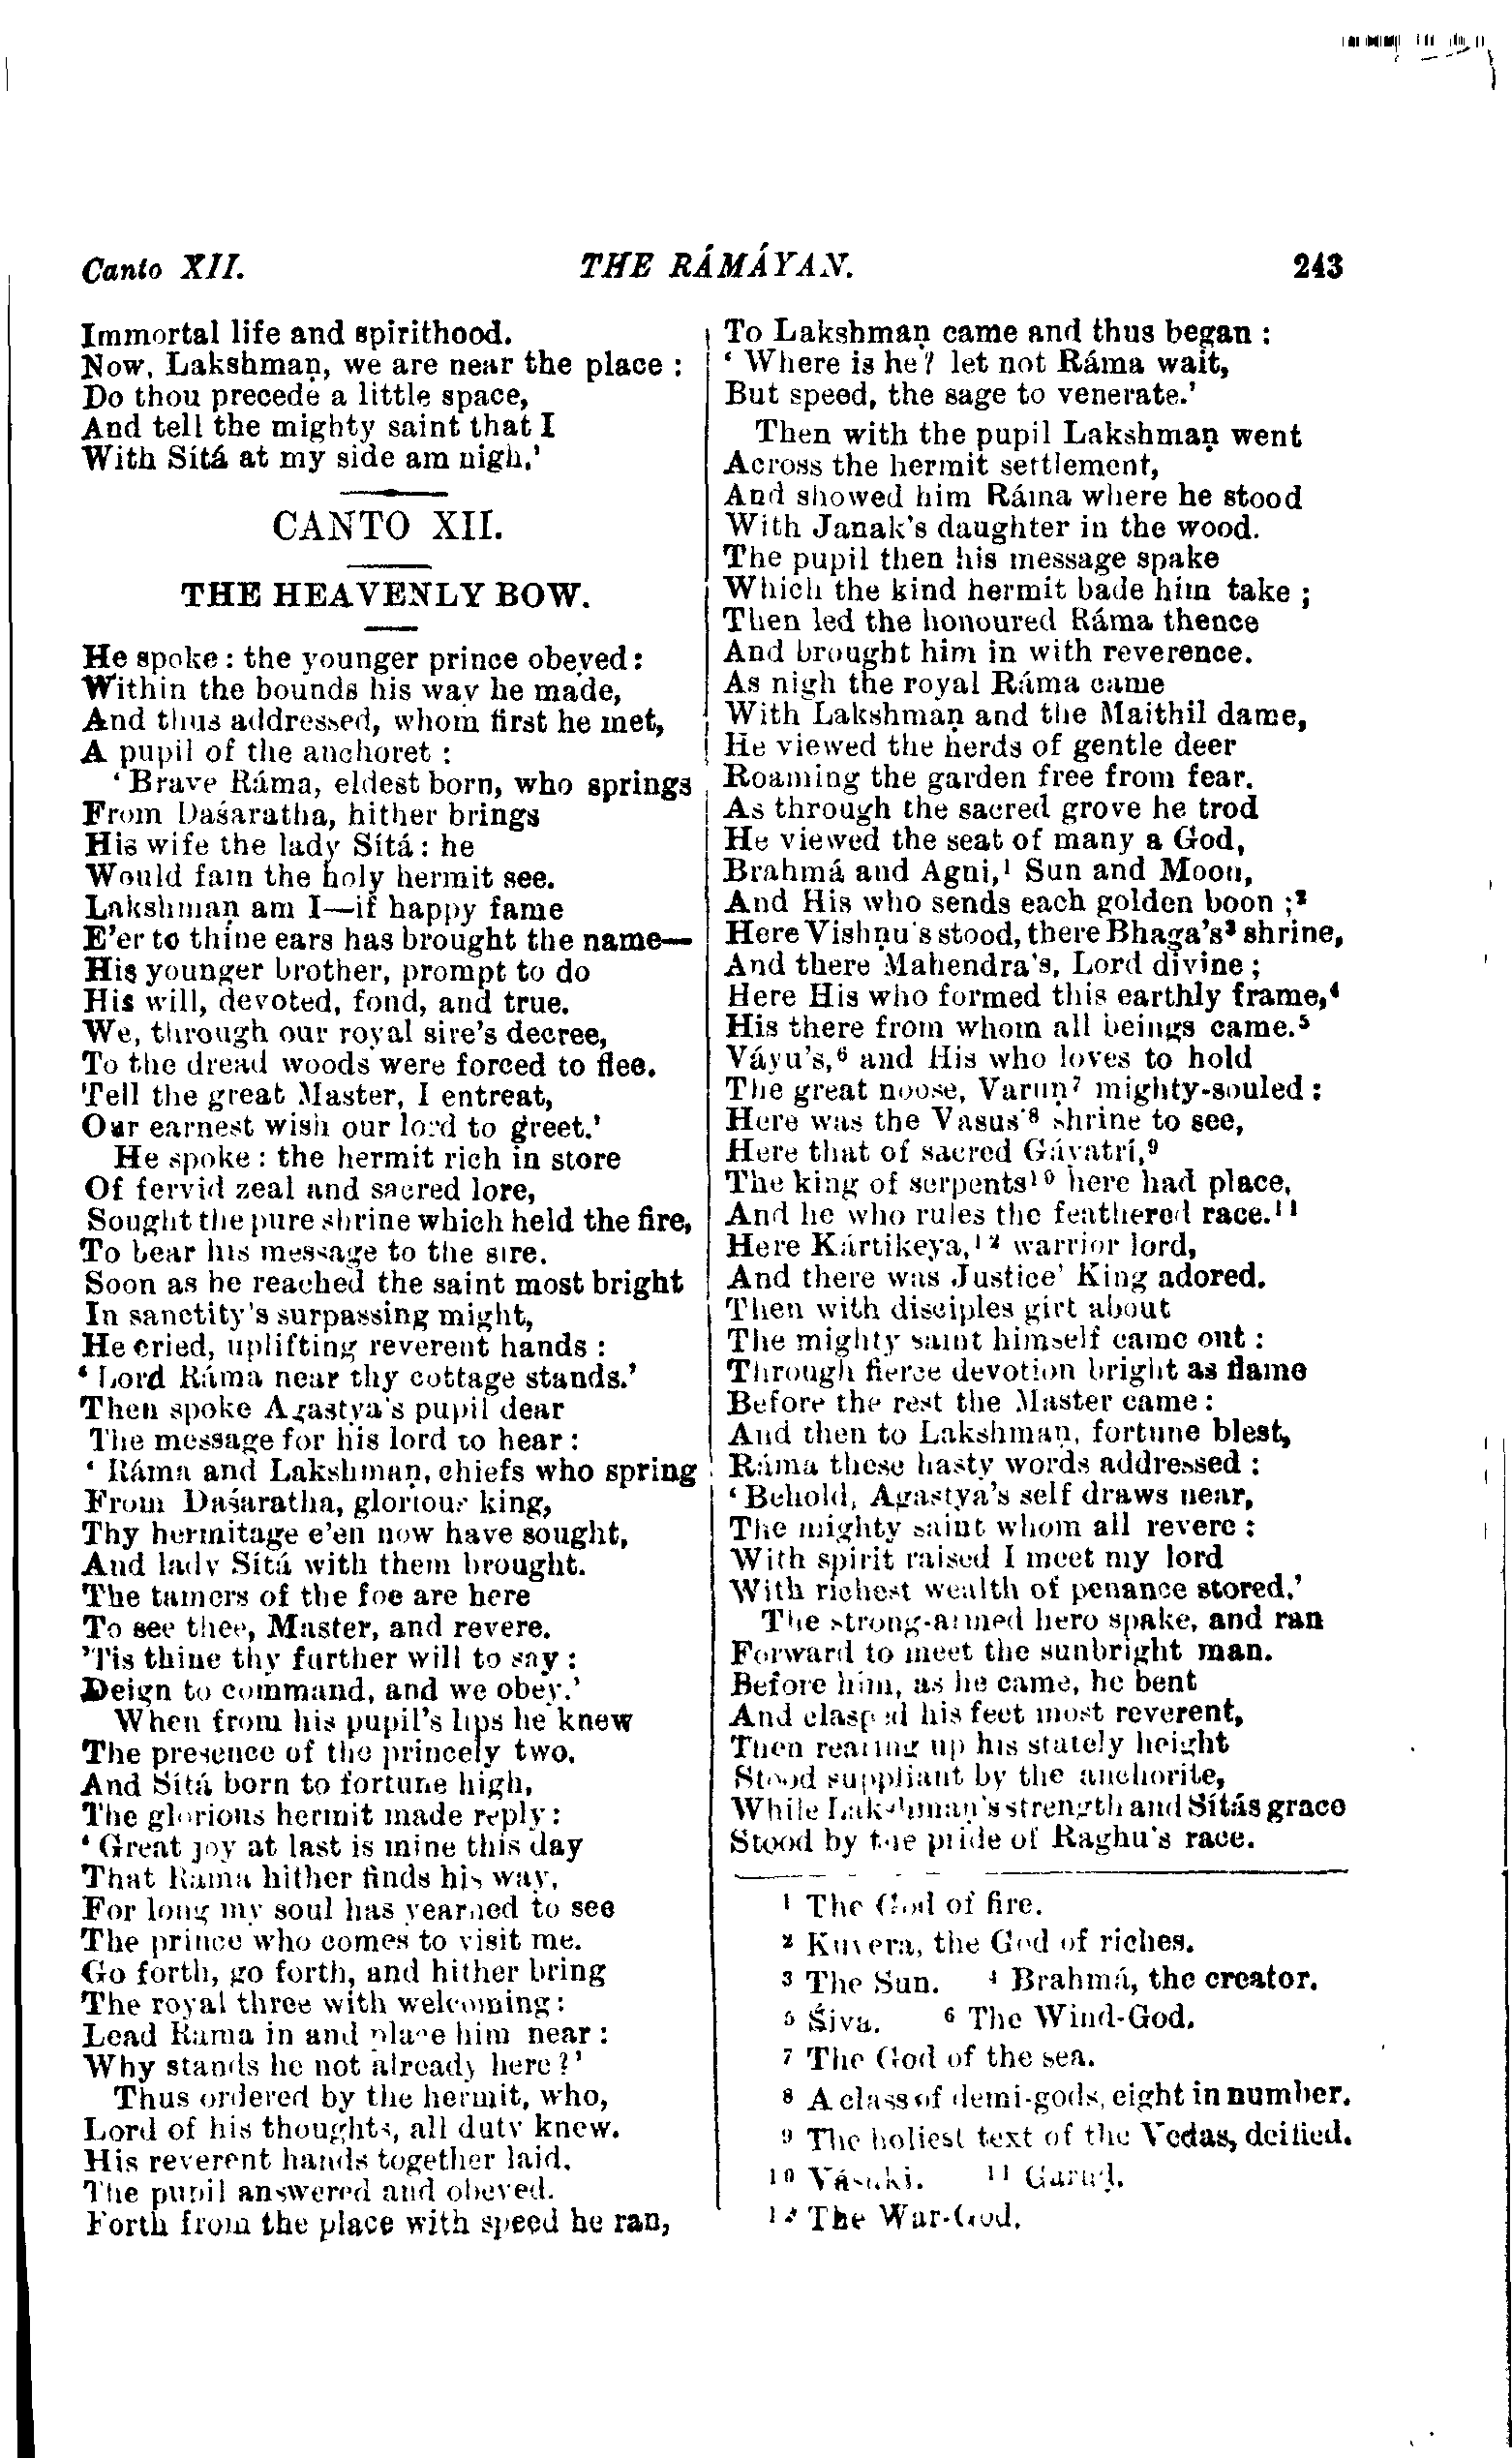 Canto XII. THE RÁMÁYAN. 243
Immortal life and spirithood.
Now, Lakshmaṇ, we are near the place :
Do thou precede a little space,
And tell the mighty saint that I
With Sítá at my side am nigh.'
CANTO XII.
THE HEAVENLY BOW.
He spoke : the younger prince obeyed:
Within the bounds his way he made,
And thus addressed, whom first he met,
A pupil of the anchoret :
'Brave Ráma, eldest born, who springs
From Daśaratha, hither brings
His wife the lady Sítá : he
Would fain the holy hermit see.
Lakshmaṇ am I—if happy fame
E'er to thine ears has brought the name—
His younger brother, prompt to do
His will, devoted, fond, and true.
We, through our royal sire's decree,
To the dread woods were forced to flee.
Tell the great Master, I entreat,
Our earnest wish our lord to greet.'
He spoke : the hermit rich in store
Of fervid zeal and sacred lore,
Sought the pure shrine which held the fire,
To bear his message to the sire.
Soon as he reached the saint most bright
In sanctity's surpassing might,
He cried, uplifting reverent hands :
'Lord Ráma near thy cottage stands.'
Then spoke Agastya's pupil dear
The message for his lord to hear :
'Ráma and Lakshmaṇ, chiefs who spring
From Daśaratha, glorious king,
Thy hermitage e'en now have sought,
And lady Sítá with them brought.
The tamers of the foe are here
To see thee, Master, and revere.
'Tis thine thy further will to say :
Deign to command, and we obey.'
When from his pupil's lips he knew
The presence of the princely two,
And Sítá born to fortune high,
The glorious hermit made reply :
'Great joy at last is mine this day
That Ráma hither finds his way,
For long my soul has yearned to see
The prince who comes to visit me.
Go forth, go forth, and hither bring
The royal three with welcoming :
Lead Ráma in and place him near :
Why stands he not already here ?'
Thus ordered by the hermit, who,
Lord of his thoughts, all duty knew.
His reverent hands together laid,
The pupil answered and obeyed.
Forth from the place with speed he ran,
To Lakshmaṇ came and thus began :
'Where is he? let not Ráma wait,
But speed, the sage to venerate.'
Then with the pupil Lakshmaṇ went
Across the hermit settlement,
And showed him Ráma where he stood
With Janak's daughter in the wood.
The pupil then his message spake
Which the kind hermit bade him take ;
Then led the honoured Ráma thence
And brought him in with reverence.
As nigh the royal Ráma came
With Lakshmaṇ and the Maithil dame,
He viewed the herds of gentle deer
Roaming the garden free from fear.
As through the sacred grove he trod
He viewed the seat of many a God,
Brahmá and Agni,¹ Sun and Moon,
And His who sends each golden boon ;²
Here Vishṇu's stood, there Bhaga's³ shrine,
And there Mahendra's, Lord divine ;
Here His who formed this earthly frame,⁴
His there from whom all beings came.⁵
Váyu's,⁶ and His who loves to hold
The great noose, Varuṇ⁷ mighty-souled :
Here was the Vasus'⁸ shrine to see,
Here that of sacred Gáyatrí,⁹
The king of serpents¹⁰ here had place,
And he who rules the feathered race.¹¹
Here Kártikeya,¹² warrior lord,
And there was Justice' King adored.
Then with disciples girt about
The mighty saint himself came out :
Through fierce devotion bright as flame
Before the rest the Master came :
And then to Lakshmaṇ, fortune blest,
Ráma these hasty words addressed :
'Behold, Agastya's self draws near,
The mighty saint whom all revere :
With spirit raised I meet my lord
With richest wealth of penance stored.'
The strong-armed hero spake, and ran
Forward to meet the sunbright man.
Before him, as he came, he bent
And clasped his feet most reverent,
Then rearing up his stately height
Stood suppliant by the anchorite,
While Lakshmaṇ's strength and Sítás grace
Stood by the pride of Raghu's race.
¹ The God of fire.
² Kuvera, the God of riches.
³ The Sun. ⁴ Brahmá, the creator.
⁵ Śiva. ⁶ The Wind-God.
⁷ The God of the sea.
⁸ A class of demi-gods, eight in number.
⁹ The holiest text of the Vedas, deified.
¹⁰ Vásuki. ¹¹ Garuḍ.
¹² The War-God.